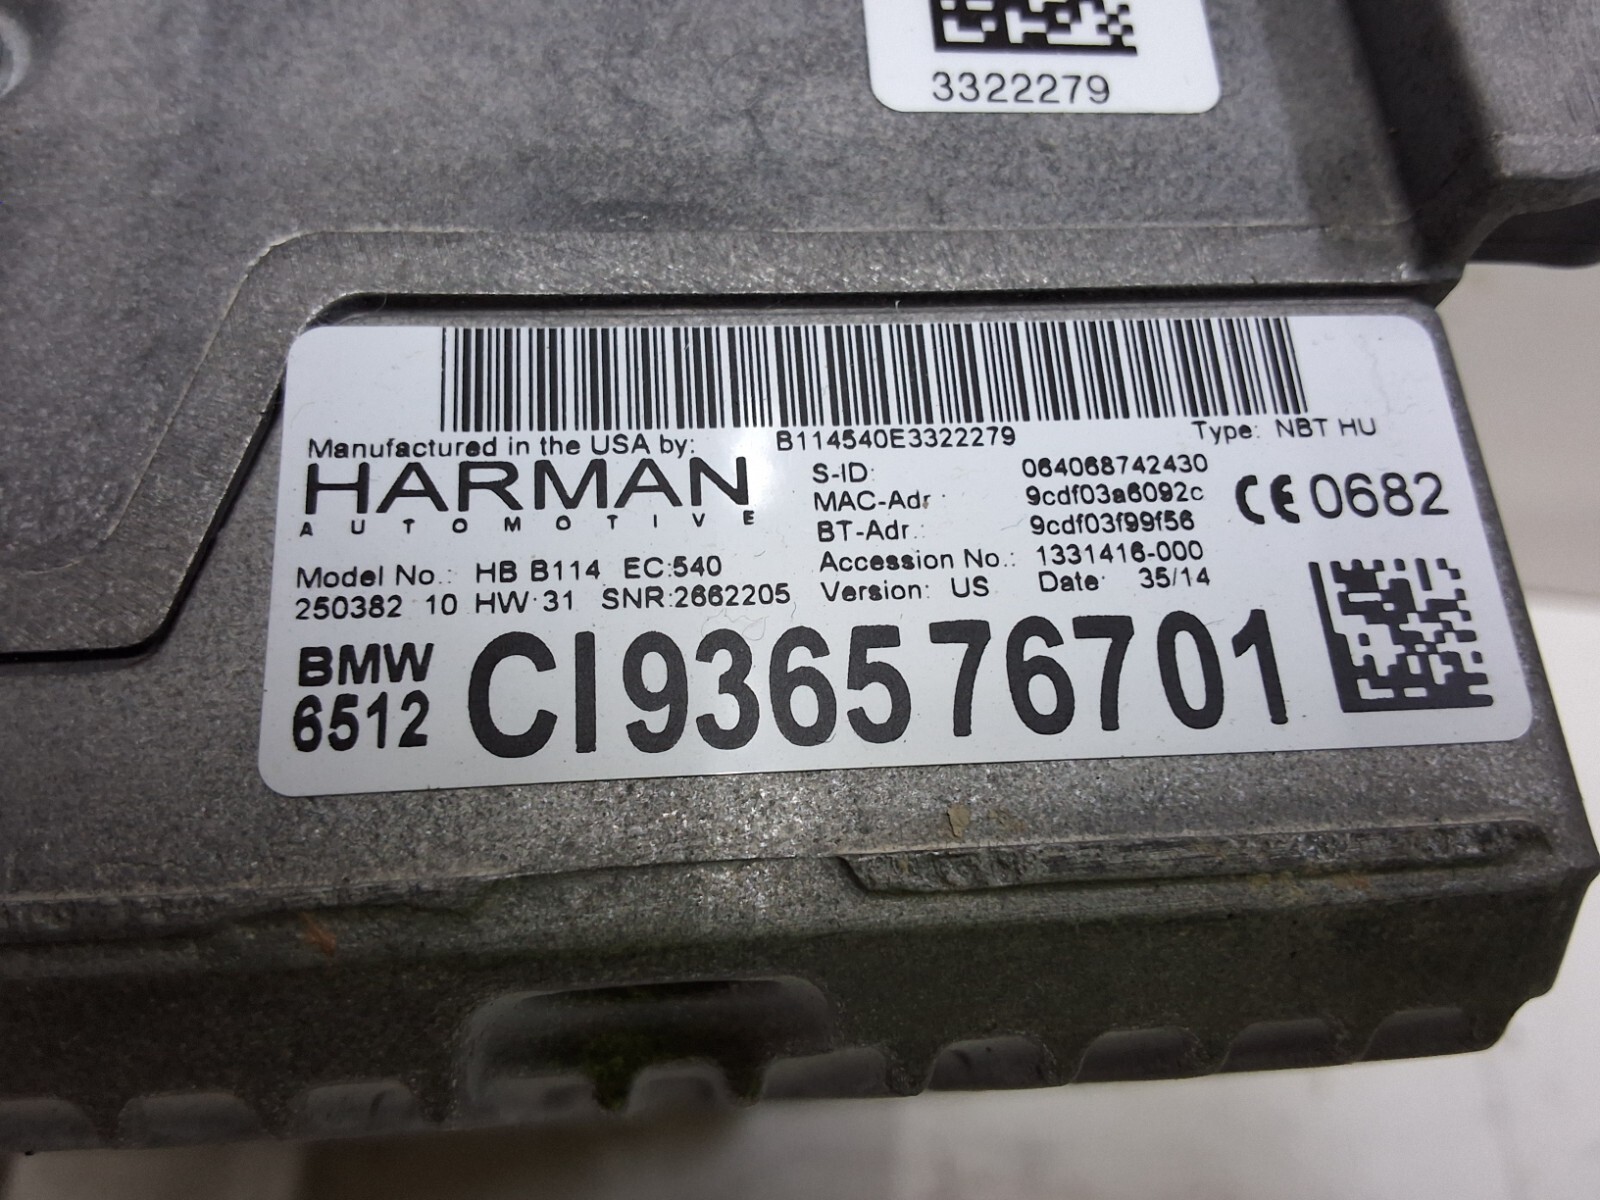 3322279
Manufactured in the USA by:
HARMAN
AUTOMOTIVE
B114540E3322279
Type: NBT HU
S-ID: 064068742430
MAC-Adr.: 9cdf03a6092c
BT-Adr.: 9cdf03f99f56
CE 0682
Accession No.: 1331416-000
Version: US Date: 35/14
Model No.: HB B114 EC:540
250382 10 HW:31 SNR:2662205
BMW
6512
CI936576701